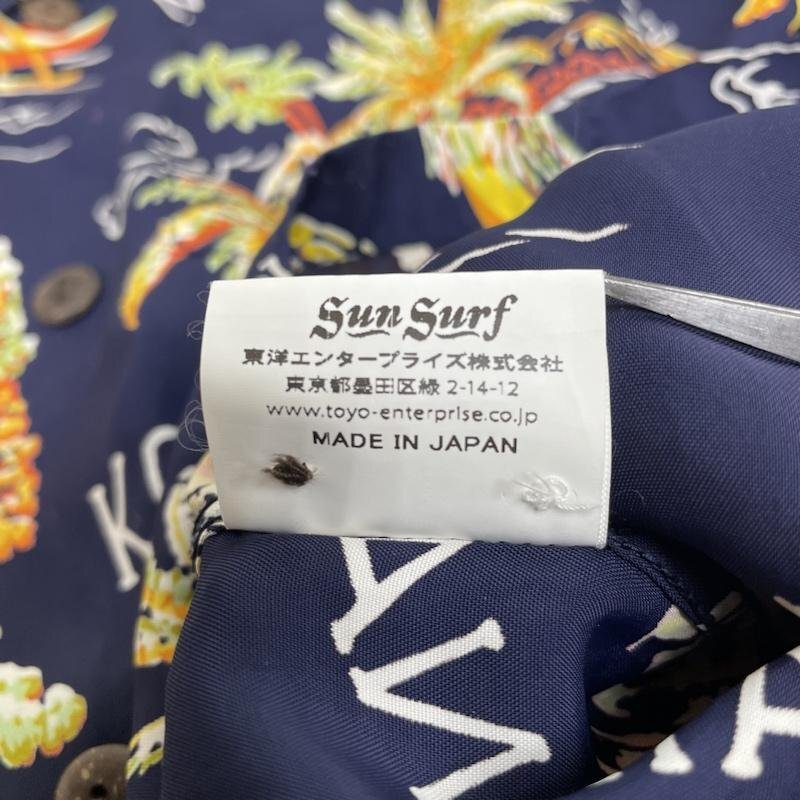 Sun Surf
東洋エンタープライズ株式会社
東京都墨田区緑 2-14-12
www.toyo-enterprise.co.jp
MADE IN JAPAN
K
AW